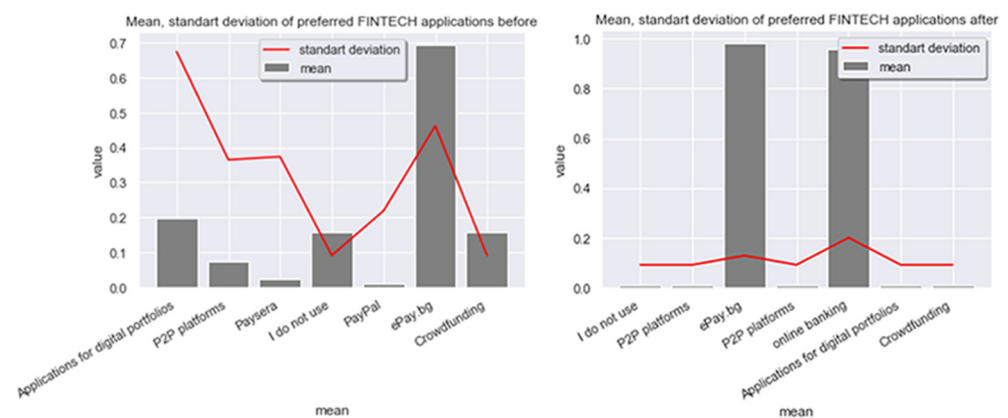 Mean, standart deviation of preferred FINTECH applications before
standart deviation
mean
0.7
0.6
0.5
0.4
0.3
0.2
0.1
0.0
value
Applications for digital portfolios
P2P platforms
Paysera
I do not use
PayPal
ePay.bg
Crowdfunding
mean
Mean, standart deviation of preferred FINTECH applications after
standart deviation
mean
1.0
0.8
0.6
0.4
0.2
0.0
value
I do not use
P2P platforms
ePay.bg
P2P platforms
online banking
Applications for digital portfolios
Crowdfunding
mean